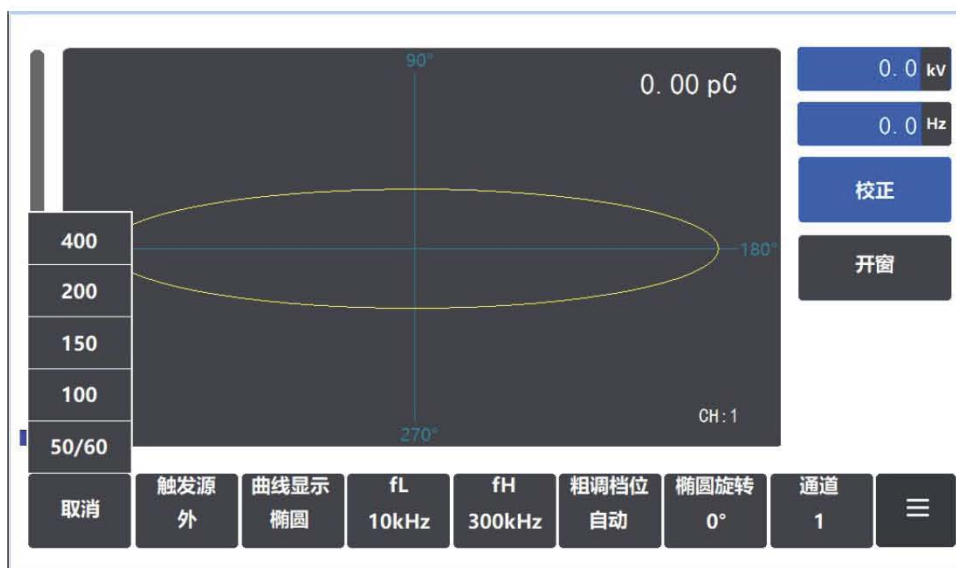 90°
0.00 pC
0.0 kV
0.0 Hz
校正
180°
开窗
400
200
150
100
50/60
CH:1
270°
取消
触发源
外
曲线显示
椭圆
fL
10kHz
fH
300kHz
粗调档位
自动
椭圆旋转
0°
通道
1